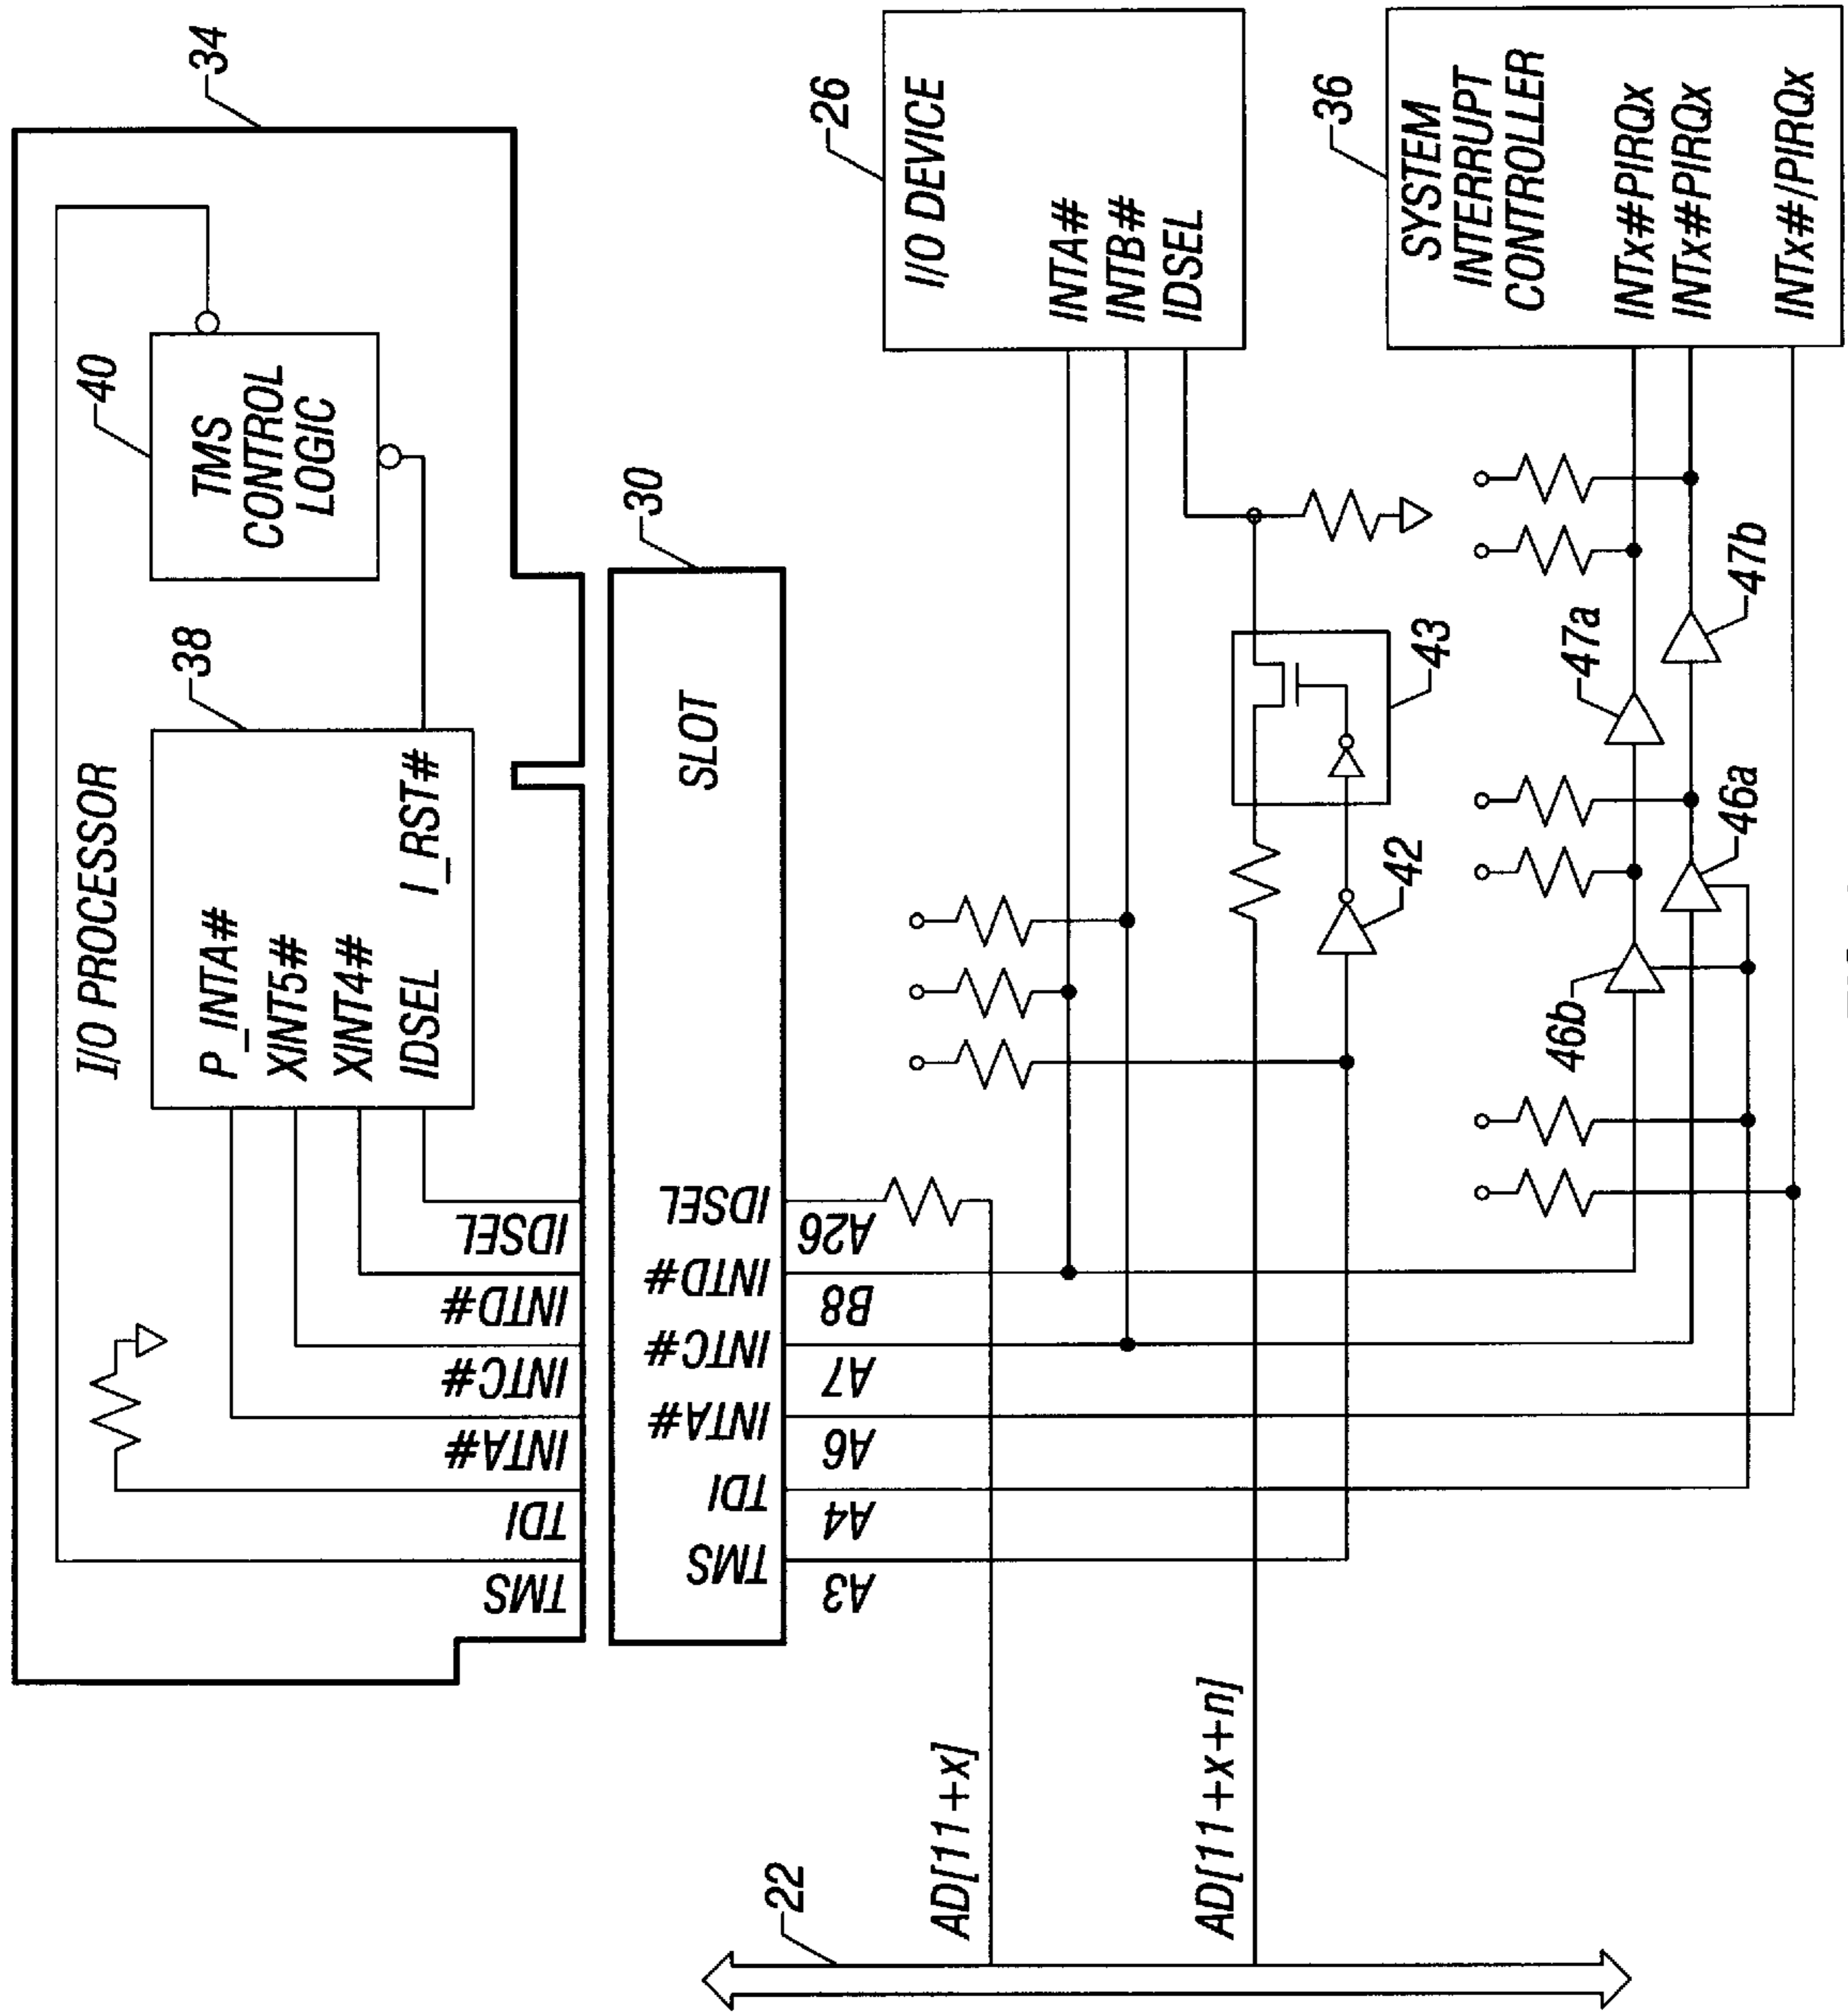 34
I/O PROCESSOR
38
P_INTA#
XINT5#
XINT4#
IDSEL
I_RST#
40
TMS
CONTROL
LOGIC
TMS
TDI
INTA#
INTC#
INTD#
IDSEL
30
SLOT
TMS
TDI
INTA#
INTC#
INTD#
IDSEL
A3
A4
A6
A7
B8
A26
22
AD[11+x]
AD[11+x+n]
26
I/O DEVICE
INTA#
INTB#
IDSEL
42
43
36
SYSTEM
INTERRUPT
CONTROLLER
INTx#PIRQx
INTx#PIRQx
INTx#/PIRQx
46b
46a
47a
47b